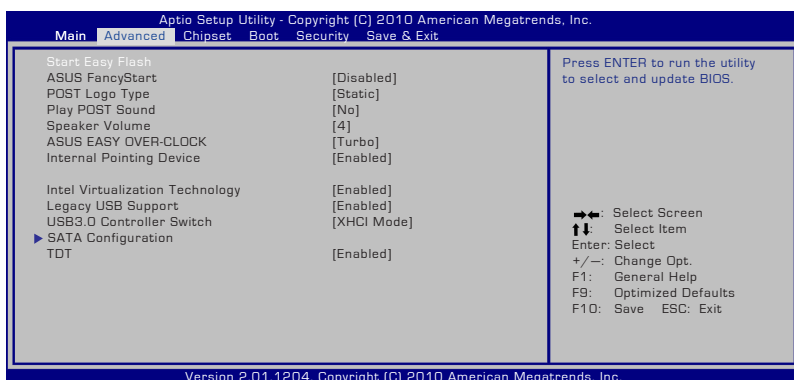 Aptio Setup Utility - Copyright (C) 2010 American Megatrends, Inc.
Main Advanced Chipset Boot Security Save & Exit
Start Easy Flash
ASUS FancyStart [Disabled]
POST Logo Type [Static]
Play POST Sound [No]
Speaker Volume [4]
ASUS EASY OVER-CLOCK [Turbo]
Internal Pointing Device [Enabled]
Intel Virtualization Technology [Enabled]
Legacy USB Support [Enabled]
USB3.0 Controller Switch [XHCI Mode]
SATA Configuration
TDT [Enabled]
Press ENTER to run the utility
to select and update BIOS.
→←: Select Screen
↑↓: Select Item
Enter: Select
+/—: Change Opt.
F1: General Help
F9: Optimized Defaults
F10: Save ESC: Exit
Version 2.01.1204. Copyright (C) 2010 American Megatrends, Inc.